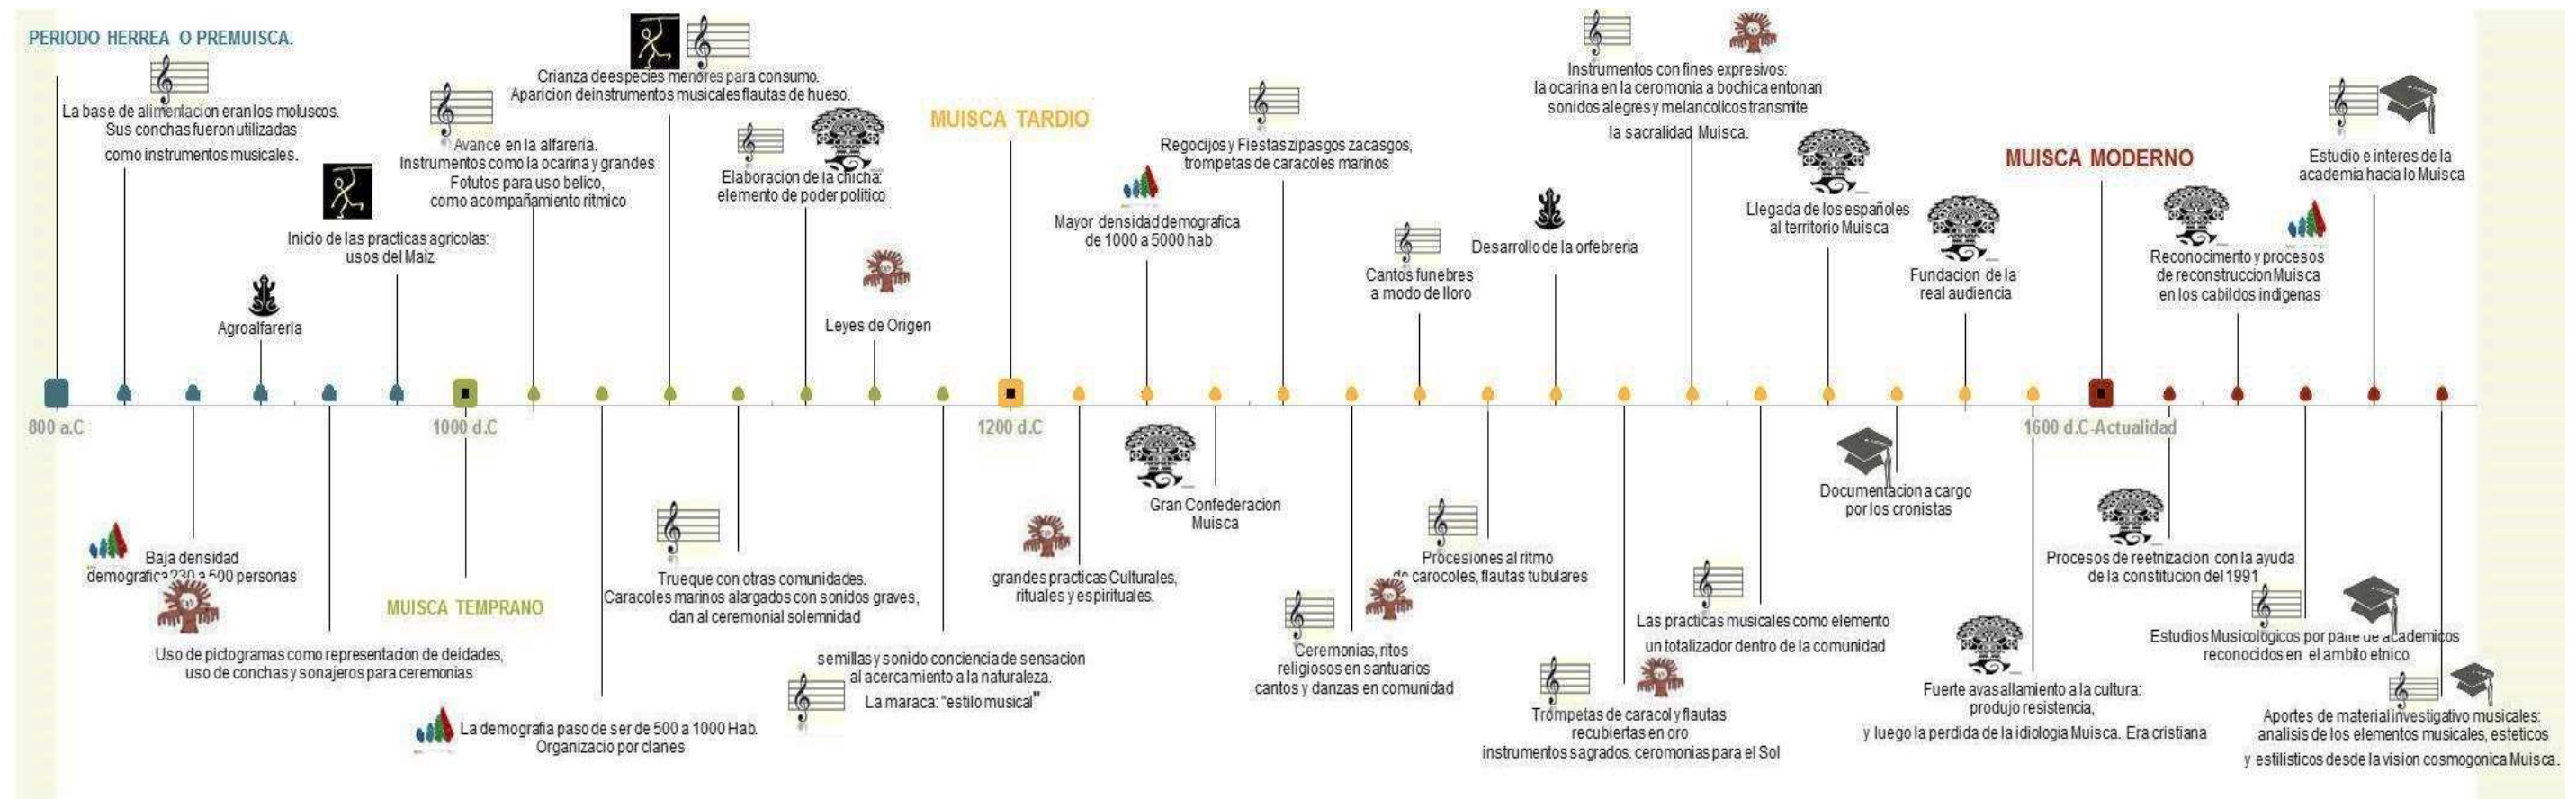 PERIODO HERREA O PREMUISCA.
La base de alimentacion eran los moluscos.
Sus conchas fueron utilizadas
como instrumentos musicales.
Agroalfareria
Inicio de las practicas agricolas:
usos del Maiz
Avance en la alfareria.
Instrumentos como la ocarina y grandes
Fotutos para uso belico,
como acompañamiento ritmico
Crianza deespecies menores para consumo.
Aparicion deinstrumentos musicales flautas de hueso.
Elaboracion de la chicha:
elemento de poder politico
Leyes de Origen
MUISCA TARDIO
Mayor densidad demografica
de 1000 a 5000 hab
Regocijos y Fiestas zipasgos zacasgos,
trompetas de caracoles marinos
Cantos funebres
a modo de lloro
Desarrollo de la orfebreria
Instrumentos con fines expresivos:
la ocarina en la ceromonia a bochica entonan
sonidos alegres y melancolicos transmite
la sacralidad Muisca.
Llegada de los españoles
al territorio Muisca
Fundacion de la
real audiencia
MUISCA MODERNO
Reconocimento y procesos
de reconstruccion Muisca
en los cabildos indigenas
Estudio e interes de la
academia hacia lo Muisca
800 a.C
1000 d.C
1200 d.C
1600 d.C-Actualidad
Baja densidad
demografica 230 a 500 personas
Uso de pictogramas como representacion de deidades,
uso de conchas y sonajeros para ceremonias
MUISCA TEMPRANO
La demografia paso de ser de 500 a 1000 Hab.
Organizacio por clanes
Trueque con otras comunidades.
Caracoles marinos alargados con sonidos graves,
dan al ceremonial solemnidad
semillas y sonido conciencia de sensacion
al acercamiento a la naturaleza.
La maraca: "estilo musical"
grandes practicas Culturales,
rituales y espirituales.
Gran Confederacion
Muisca
Ceremonias, ritos
religiosos en santuarios
cantos y danzas en comunidad
Procesiones al ritmo
de carocoles, flautas tubulares
Trompetas de caracol y flautas
recubiertas en oro
instrumentos sagrados. ceromonias para el Sol
Las practicas musicales como elemento
un totalizador dentro de la comunidad
Documentacion a cargo
por los cronistas
Fuerte avasallamiento a la cultura:
produjo resistencia,
y luego la perdida de la idiologia Muisca. Era cristiana
Procesos de reetnizacion con la ayuda
de la constitucion del 1991
Estudios Musicologicos por parte de academicos
reconocidos en el ambito etnico
Aportes de material investigativo musicales:
analisis de los elementos musicales, esteticos
y estilisticos desde la vision cosmogonica Muisca.